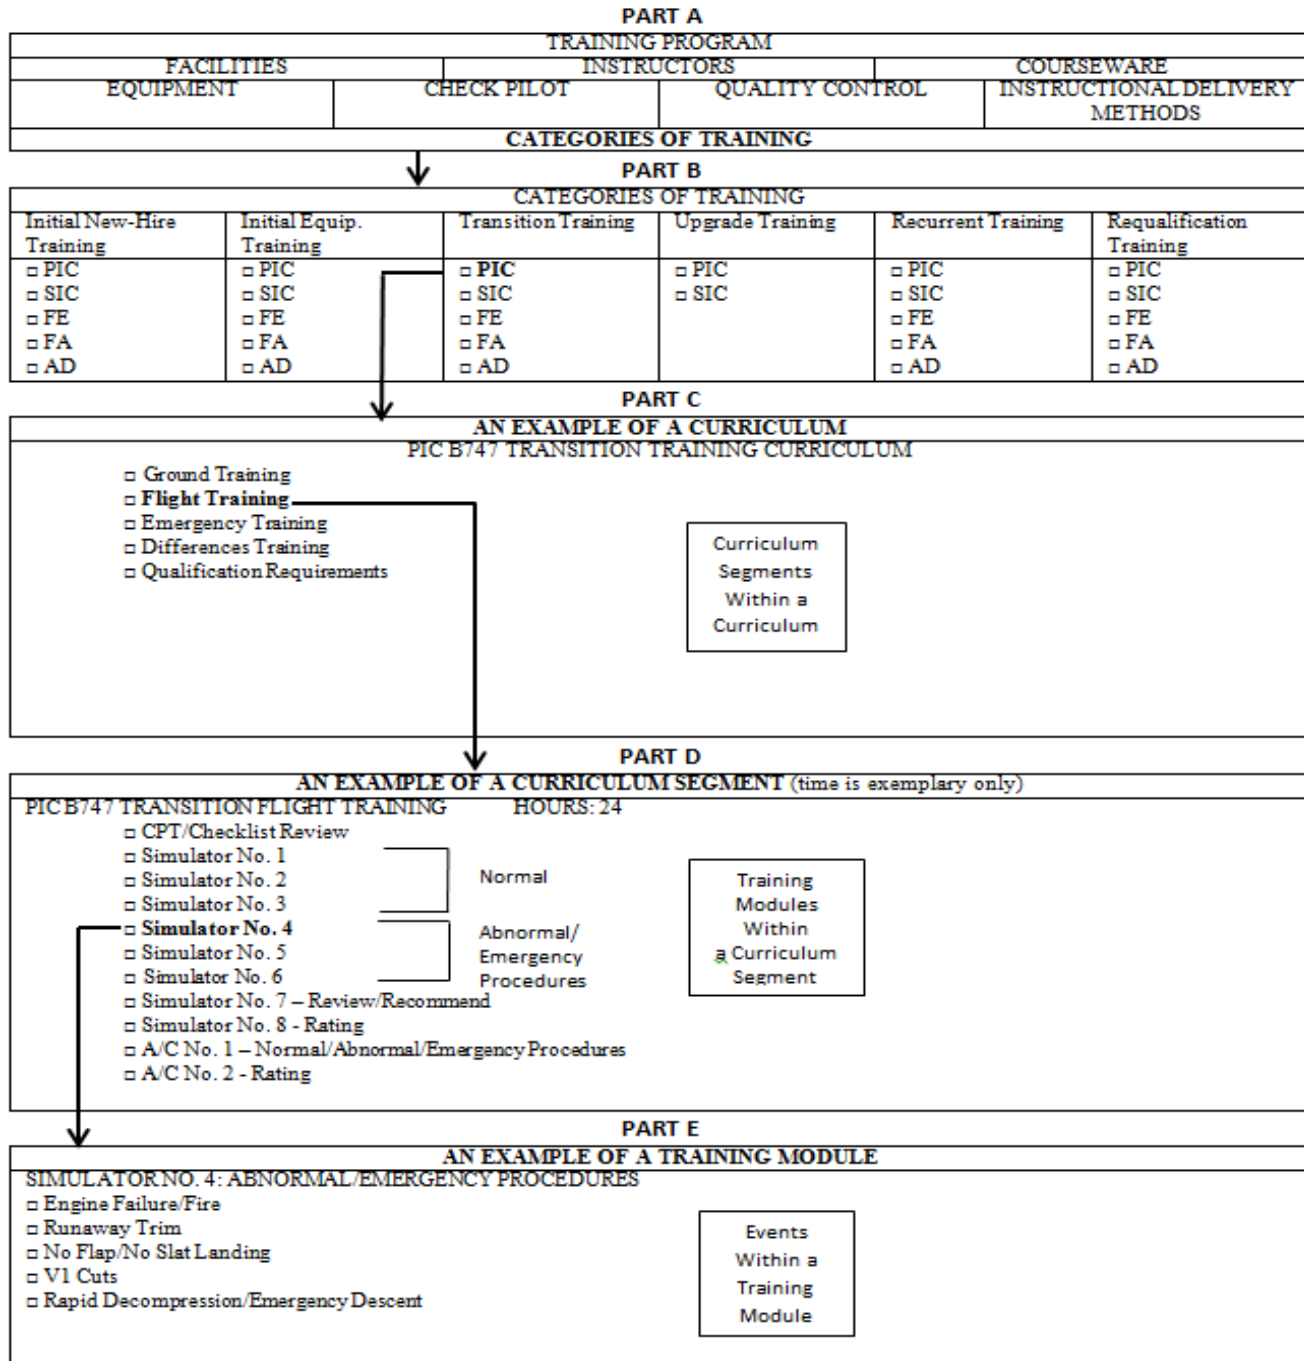 PART A
TRAINING PROGRAM
FACILITIES INSTRUCTORS COURSEWARE
EQUIPMENT CHECK PILOT QUALITY CONTROL INSTRUCTIONAL DELIVERY
METHODS
CATEGORIES OF TRAINING
PART B
CATEGORIES OF TRAINING
Initial New-Hire Initial Equip. Transition Training Upgrade Training Recurrent Training Requalification
Training Training Training
□ PIC □ PIC □ PIC □ PIC □ PIC □ PIC
□ SIC □ SIC □ SIC □ SIC □ SIC □ SIC
□ FE □ FE □ FE □ FE □ FE
□ FA □ FA □ FA □ FA □ FA
□ AD □ AD □ AD □ AD □ AD
PART C
AN EXAMPLE OF A CURRICULUM
PIC B747 TRANSITION TRAINING CURRICULUM
□ Ground Training
□ Flight Training
□ Emergency Training
□ Differences Training
□ Qualification Requirements
Curriculum
Segments
Within a
Curriculum
PART D
AN EXAMPLE OF A CURRICULUM SEGMENT (time is exemplary only)
PIC B747 TRANSITION FLIGHT TRAINING HOURS: 24
□ CPT/Checklist Review
□ Simulator No. 1
□ Simulator No. 2
□ Simulator No. 3
□ Simulator No. 4
□ Simulator No. 5
□ Simulator No. 6
□ Simulator No. 7 – Review/Recommend
□ Simulator No. 8 - Rating
□ A/C No. 1 – Normal/Abnormal/Emergency Procedures
□ A/C No. 2 - Rating
Normal
Abnormal/
Emergency
Procedures
Training
Modules
Within
a Curriculum
Segment
PART E
AN EXAMPLE OF A TRAINING MODULE
SIMULATOR NO. 4: ABNORMAL/EMERGENCY PROCEDURES
□ Engine Failure/Fire
□ Runaway Trim
□ No Flap/No Slat Landing
□ V1 Cuts
□ Rapid Decompression/Emergency Descent
Events
Within a
Training
Module